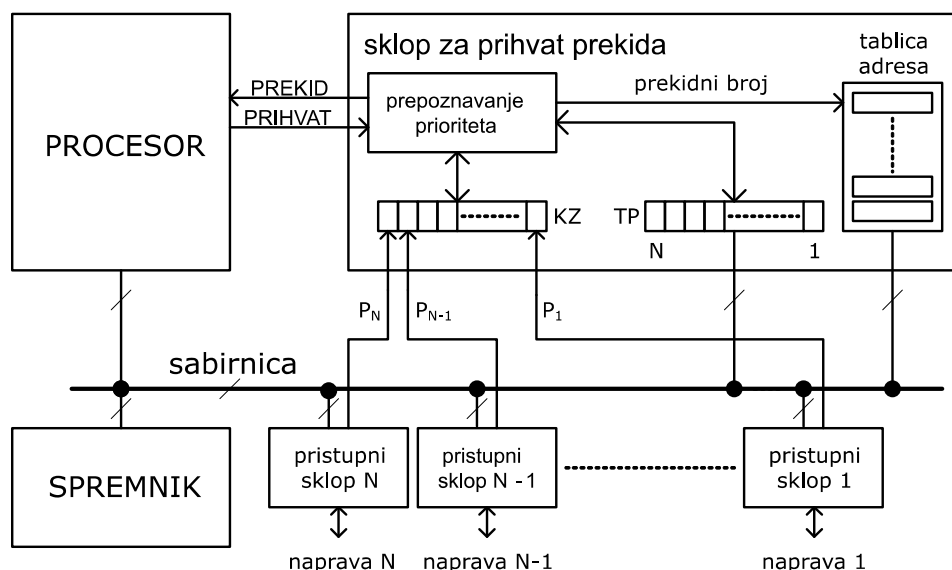 sklop za prihvat prekida
tablica
adresa
PREKID
PRIHVAT
PROCESOR
prepoznavanje
prioriteta
prekidni broj
KZ
TP
N
1
P_N
P_{N-1}
P_1
sabirnica
SPREMNIK
pristupni
sklop N
pristupni
sklop N -1
pristupni
sklop 1
naprava N
naprava N-1
naprava 1